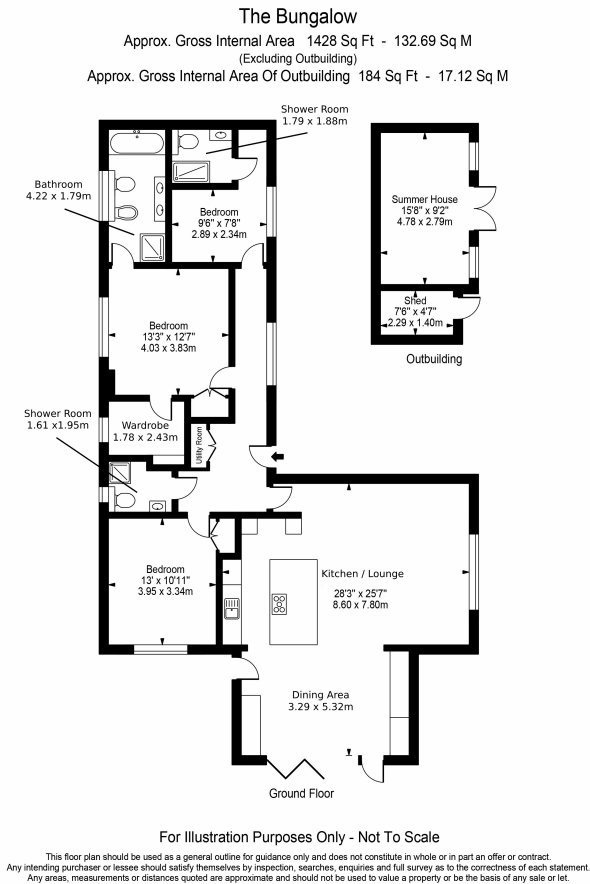 The Bungalow
Approx. Gross Internal Area 1428 Sq Ft - 132.69 Sq M
(Excluding Outbuilding)
Approx. Gross Internal Area Of Outbuilding 184 Sq Ft - 17.12 Sq M
Shower Room
1.79 x 1.88m
Bathroom
4.22 x 1.79m
Bedroom
9'6" x 7'8"
2.89 x 2.34m
Summer House
15'8" x 9'2"
4.78 x 2.79m
Shed
7'6" x 4'7"
2.29 x 1.40m
Outbuilding
Bedroom
13'3" x 12'7"
4.03 x 3.83m
Shower Room
1.61 x1.95m
Wardrobe
1.78 x 2.43m
Utility Room
Bedroom
13' x 10'11"
3.95 x 3.34m
Kitchen / Lounge
28'3" x 25'7"
8.60 x 7.80m
Dining Area
3.29 x 5.32m
Ground Floor
For Illustration Purposes Only - Not To Scale
This floor plan should be used as a general outline for guidance only and does not constitute in whole or in part an offer or contract.
Any intending purchaser or lessee should satisfy themselves by inspection, searches, enquiries and full survey as to the correctness of each statement.
Any areas, measurements or distances quoted are approximate and should not be used to value a property or be the basis of any sale or let.